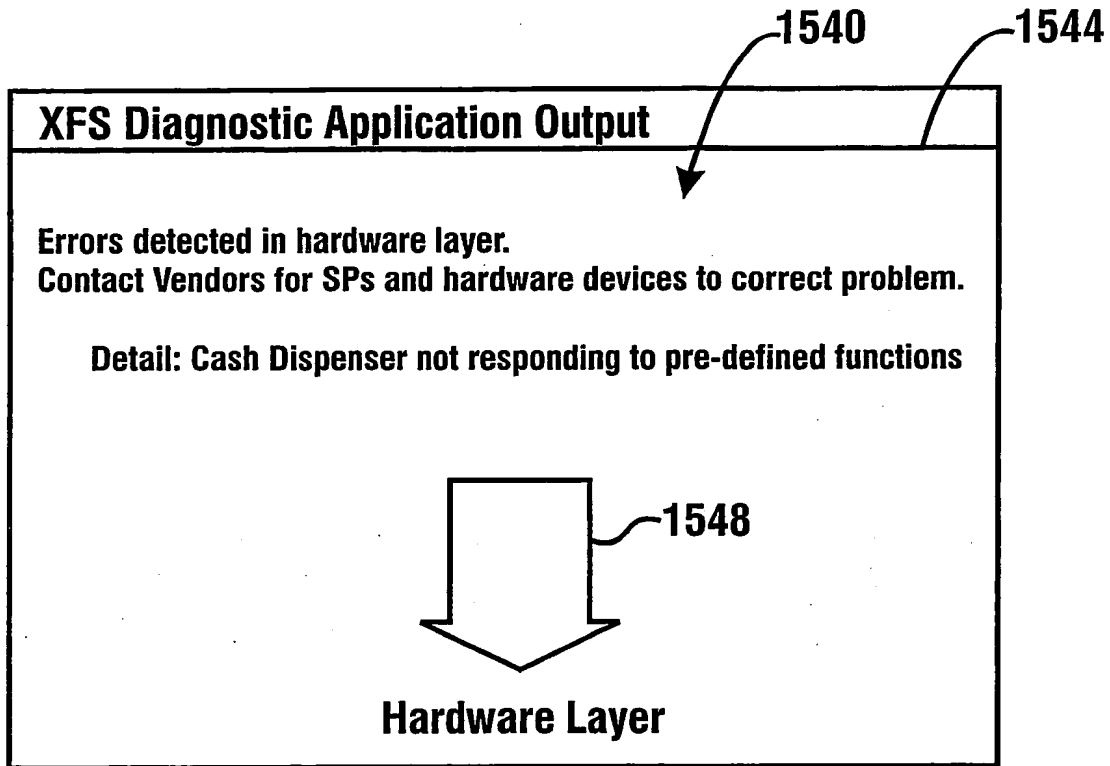 1540
1544
XFS Diagnostic Application Output
Errors detected in hardware layer.
Contact Vendors for SPs and hardware devices to correct problem.
Detail: Cash Dispenser not responding to pre-defined functions
1548
Hardware Layer